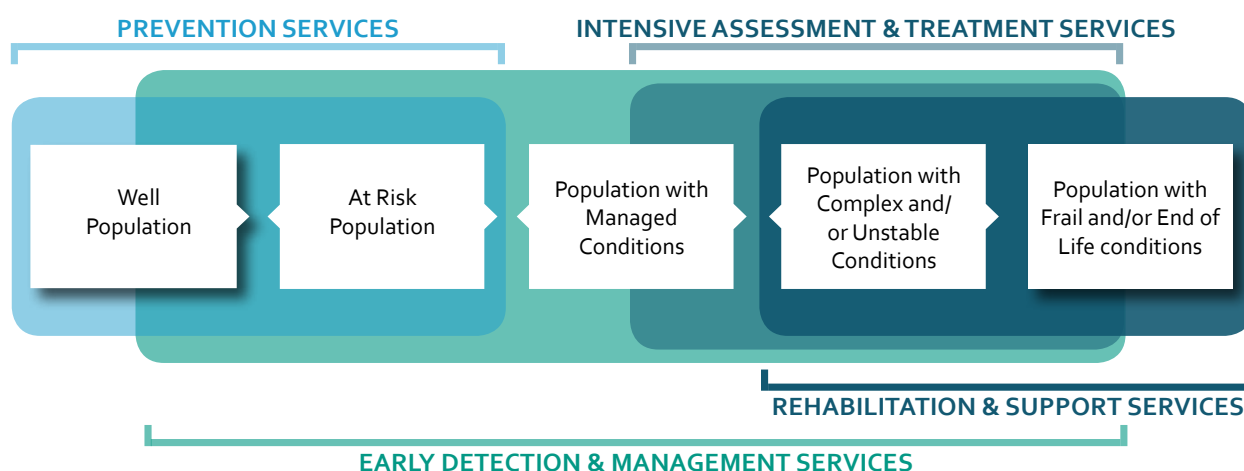 PREVENTION SERVICES
INTENSIVE ASSESSMENT & TREATMENT SERVICES
Well
Population
At Risk
Population
Population with
Managed
Conditions
Population with
Complex and/
or Unstable
Conditions
Population with
Frail and/or End of
Life conditions
REHABILITATION & SUPPORT SERVICES
EARLY DETECTION & MANAGEMENT SERVICES